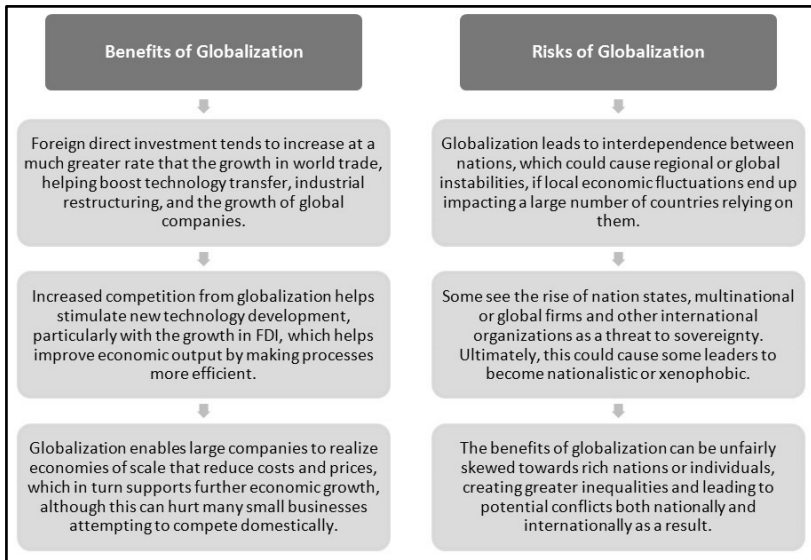 Benefits of Globalization
Foreign direct investment tends to increase at a
much greater rate that the growth in world trade,
helping boost technology transfer, industrial
restructuring, and the growth of global
companies.
Increased competition from globalization helps
stimulate new technology development,
particularly with the growth in FDI, which helps
improve economic output by making processes
more efficient.
Globalization enables large companies to realize
economies of scale that reduce costs and prices,
which in turn supports further economic growth,
although this can hurt many small businesses
attempting to compete domestically.
Risks of Globalization
Globalization leads to interdependence between
nations, which could cause regional or global
instabilities, if local economic fluctuations end up
impacting a large number of countries relying on
them.
Some see the rise of nation states, multinational
or global firms and other international
organizations as a threat to sovereignty.
Ultimately, this could cause some leaders to
become nationalistic or xenophobic.
The benefits of globalization can be unfairly
skewed towards rich nations or individuals,
creating greater inequalities and leading to
potential conflicts both nationally and
internationally as a result.